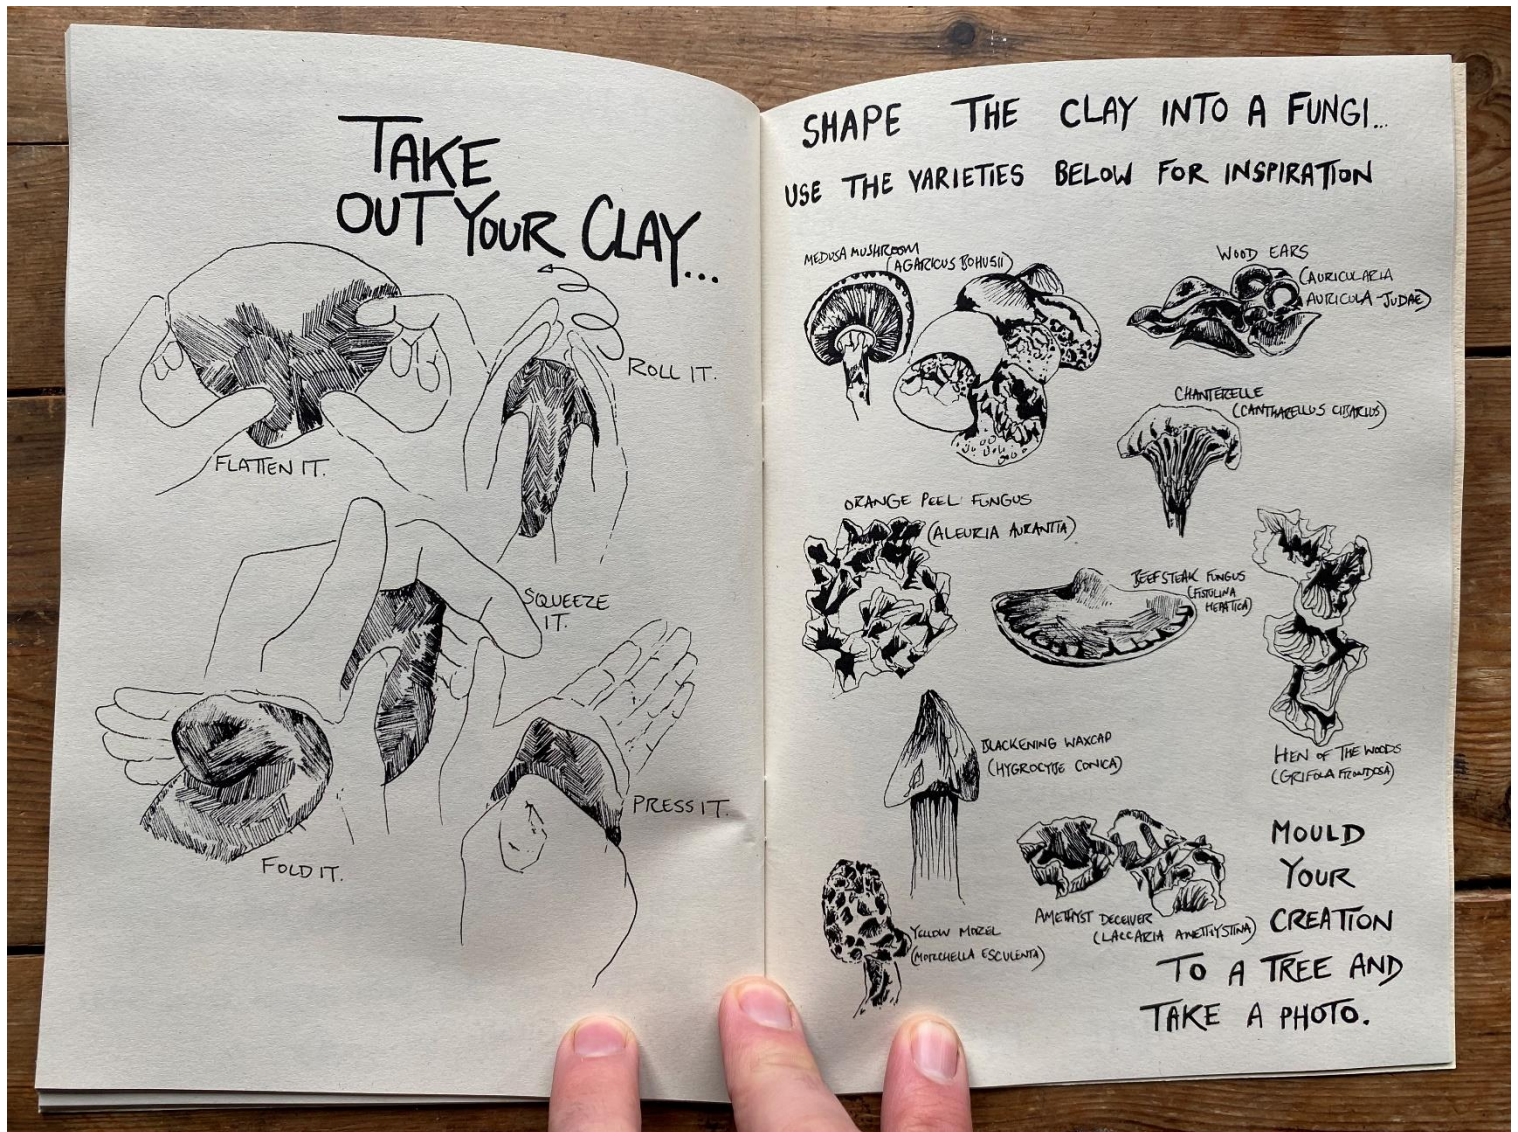 TAKE
OUT YOUR CLAY...
ROLL IT.
FLATTEN IT.
SQUEEZE
IT.
PRESS IT.
FOLD IT.
SHAPE THE CLAY INTO A FUNGI...
USE THE VARIETIES BELOW FOR INSPIRATION
MEDUSA MUSHROOM
(AGARICUS BOHUSII)
WOOD EARS
(AURICULARIA
AURICULA-JUDAE)
CHANTERELLE
(CANTHARELLUS CIBARIUS)
ORANGE PEEL FUNGUS
(ALEURIA AURANTIA)
BEEFSTEAK FUNGUS
(FISTULINA
HEPATICA)
BLACKENING WAXCAP
(HYGROCYBE CONICA)
HEN OF THE WOODS
(GRIFOLA FRONDOSA)
YELLOW MOREL
(MORCHELLA ESCULENTA)
AMETHYST DECEIVER
(LACCARIA AMETHYSTINA)
MOULD
YOUR
CREATION
TO A TREE AND
TAKE A PHOTO.